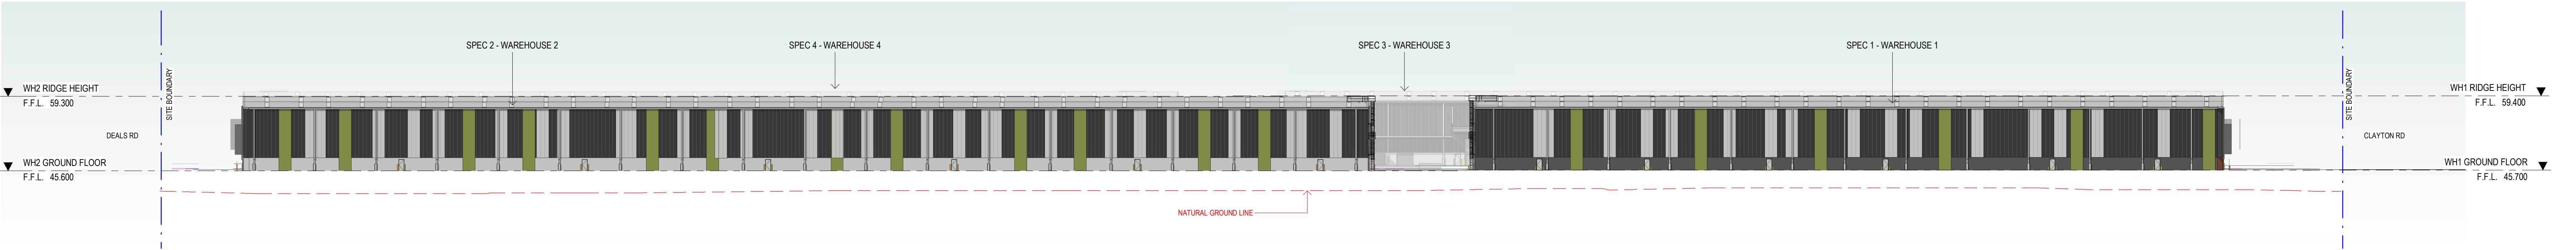 SPEC 2 - WAREHOUSE 2
SPEC 4 - WAREHOUSE 4
SPEC 3 - WAREHOUSE 3
SPEC 1 - WAREHOUSE 1
WH2 RIDGE HEIGHT
F.F.L. 59.300
SITE BOUNDARY
DEALS RD
WH2 GROUND FLOOR
F.F.L. 45.600
NATURAL GROUND LINE
SITE BOUNDARY
WH1 RIDGE HEIGHT
F.F.L. 59.400
CLAYTON RD
WH1 GROUND FLOOR
F.F.L. 45.700